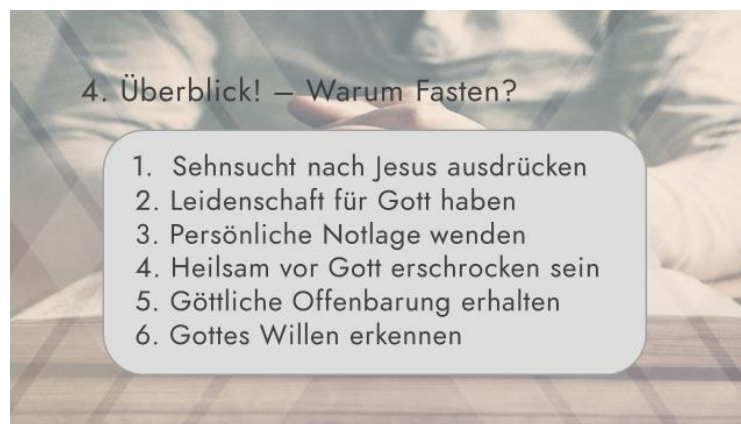 4. Überblick! – Warum Fasten?
1. Sehnsucht nach Jesus ausdrücken
2. Leidenschaft für Gott haben
3. Persönliche Notlage wenden
4. Heilsam vor Gott erschrocken sein
5. Göttliche Offenbarung erhalten
6. Gottes Willen erkennen